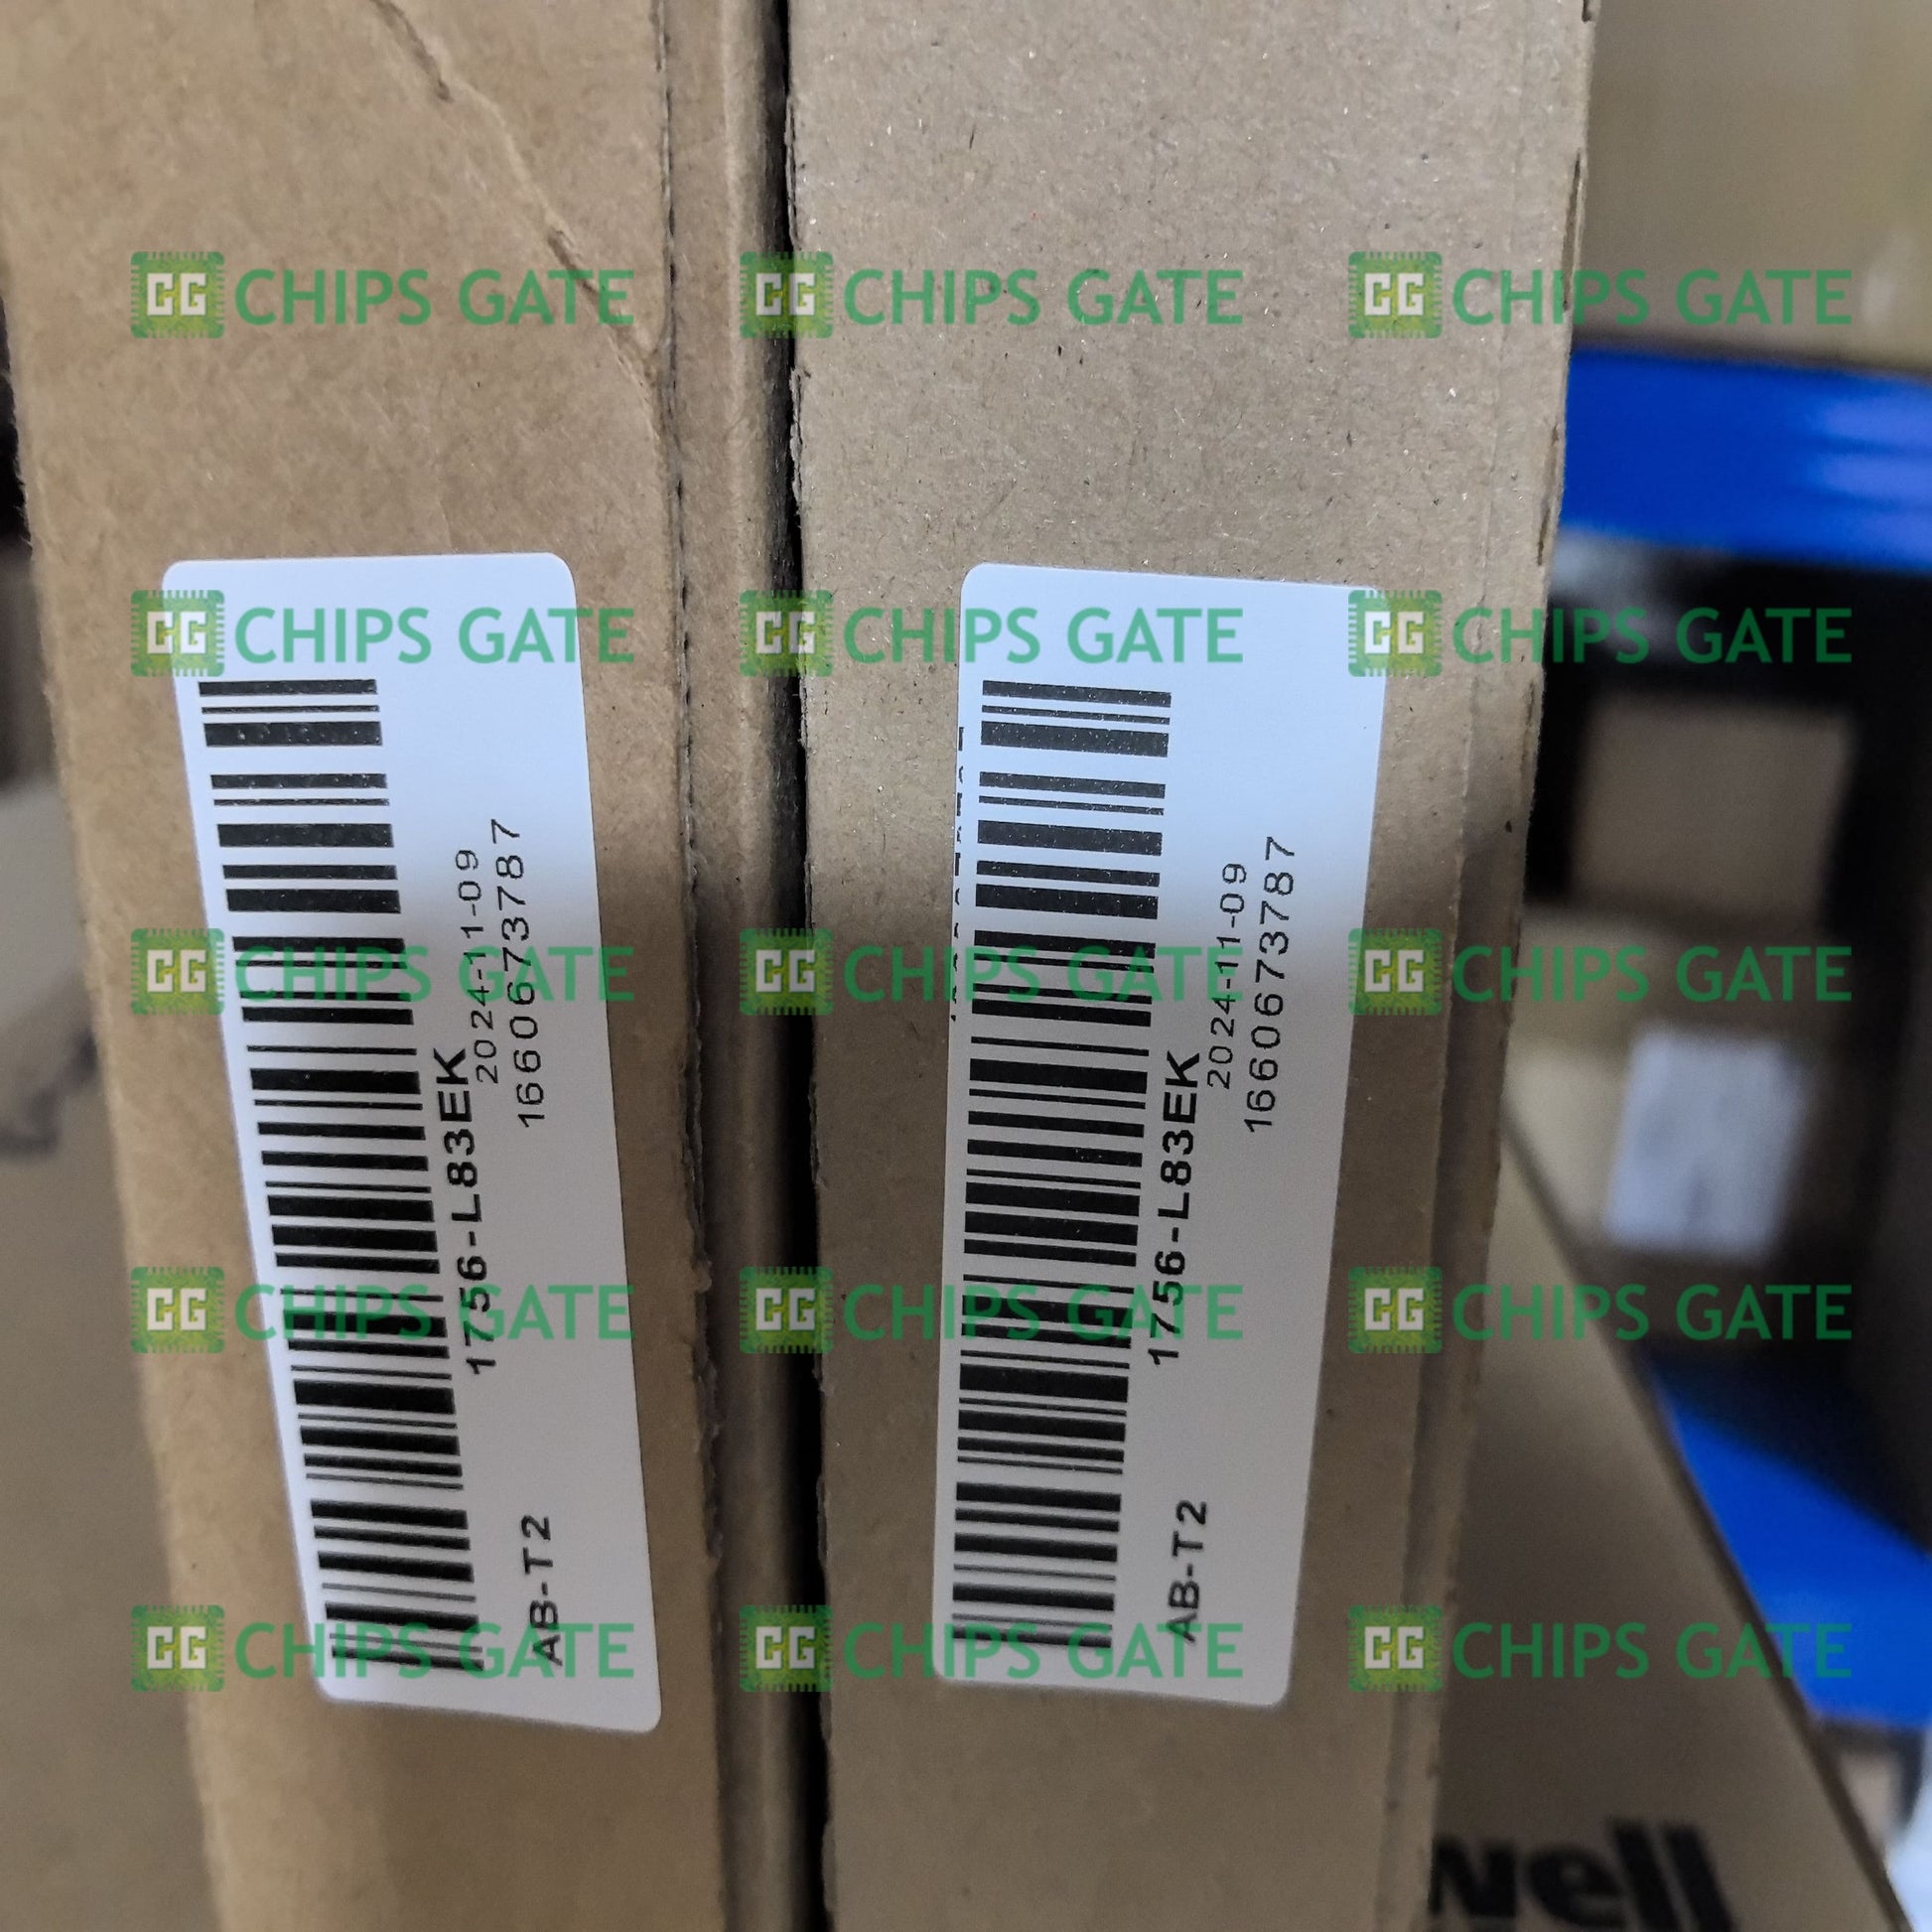 CG CHIPS GATE CG CHIPS GATE CG CHIPS GATE
CG CHIPS GATE CG CHIPS GATE CG CHIPS GATE
CG CHIPS GATE CG CHIPS GATE CG CHIPS GATE
CG CHIPS GATE CG CHIPS GATE CG CHIPS GATE
CG CHIPS GATE CG CHIPS GATE CG CHIPS GATE
1756-L83EK
2024-11-09
AB-T2
1660673787
1756-L83EK
2024-11-09
AB-T2
1660673787
well